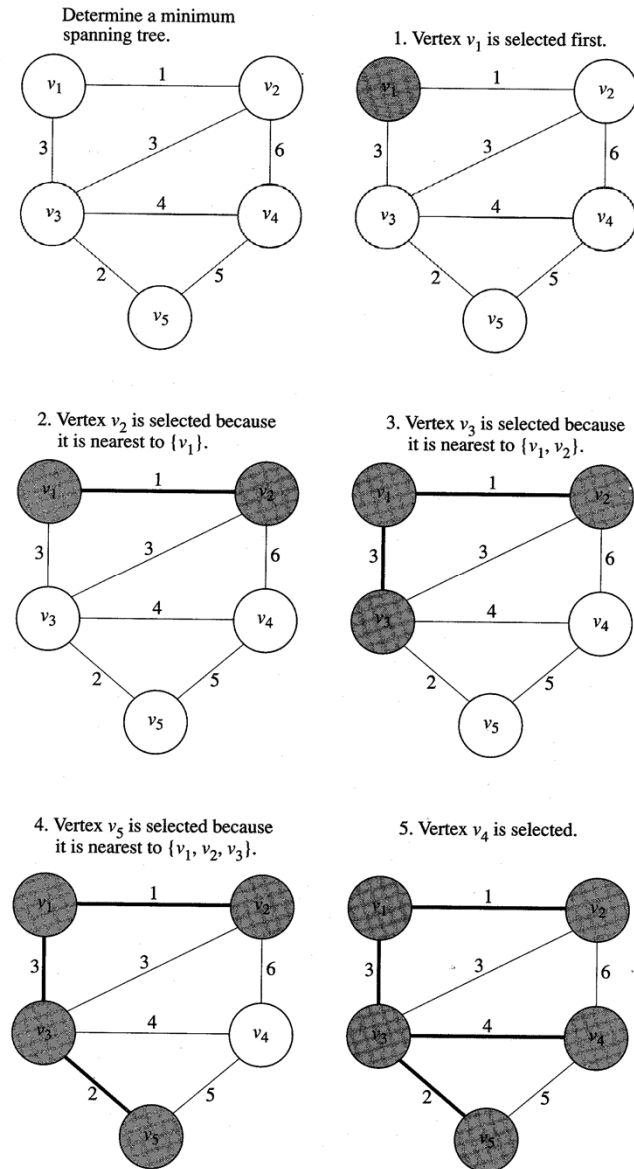 Determine a minimum
spanning tree.
1. Vertex v1 is selected first.
v1 1 v2
3 3 6
v3 4 v4
2 5
v5
v1 1 v2
3 3 6
v3 4 v4
2 5
v5
2. Vertex v2 is selected because
it is nearest to {v1}.
3. Vertex v3 is selected because
it is nearest to {v1, v2}.
v1 1 v2
3 3 6
v3 4 v4
2 5
v5
v1 1 v2
3 3 6
v3 4 v4
2 5
v5
4. Vertex v5 is selected because
it is nearest to {v1, v2, v3}.
5. Vertex v4 is selected.
v1 1 v2
3 3 6
v3 4 v4
2 5
v5
v1 1 v2
3 3 6
v3 4 v4
2 5
v5